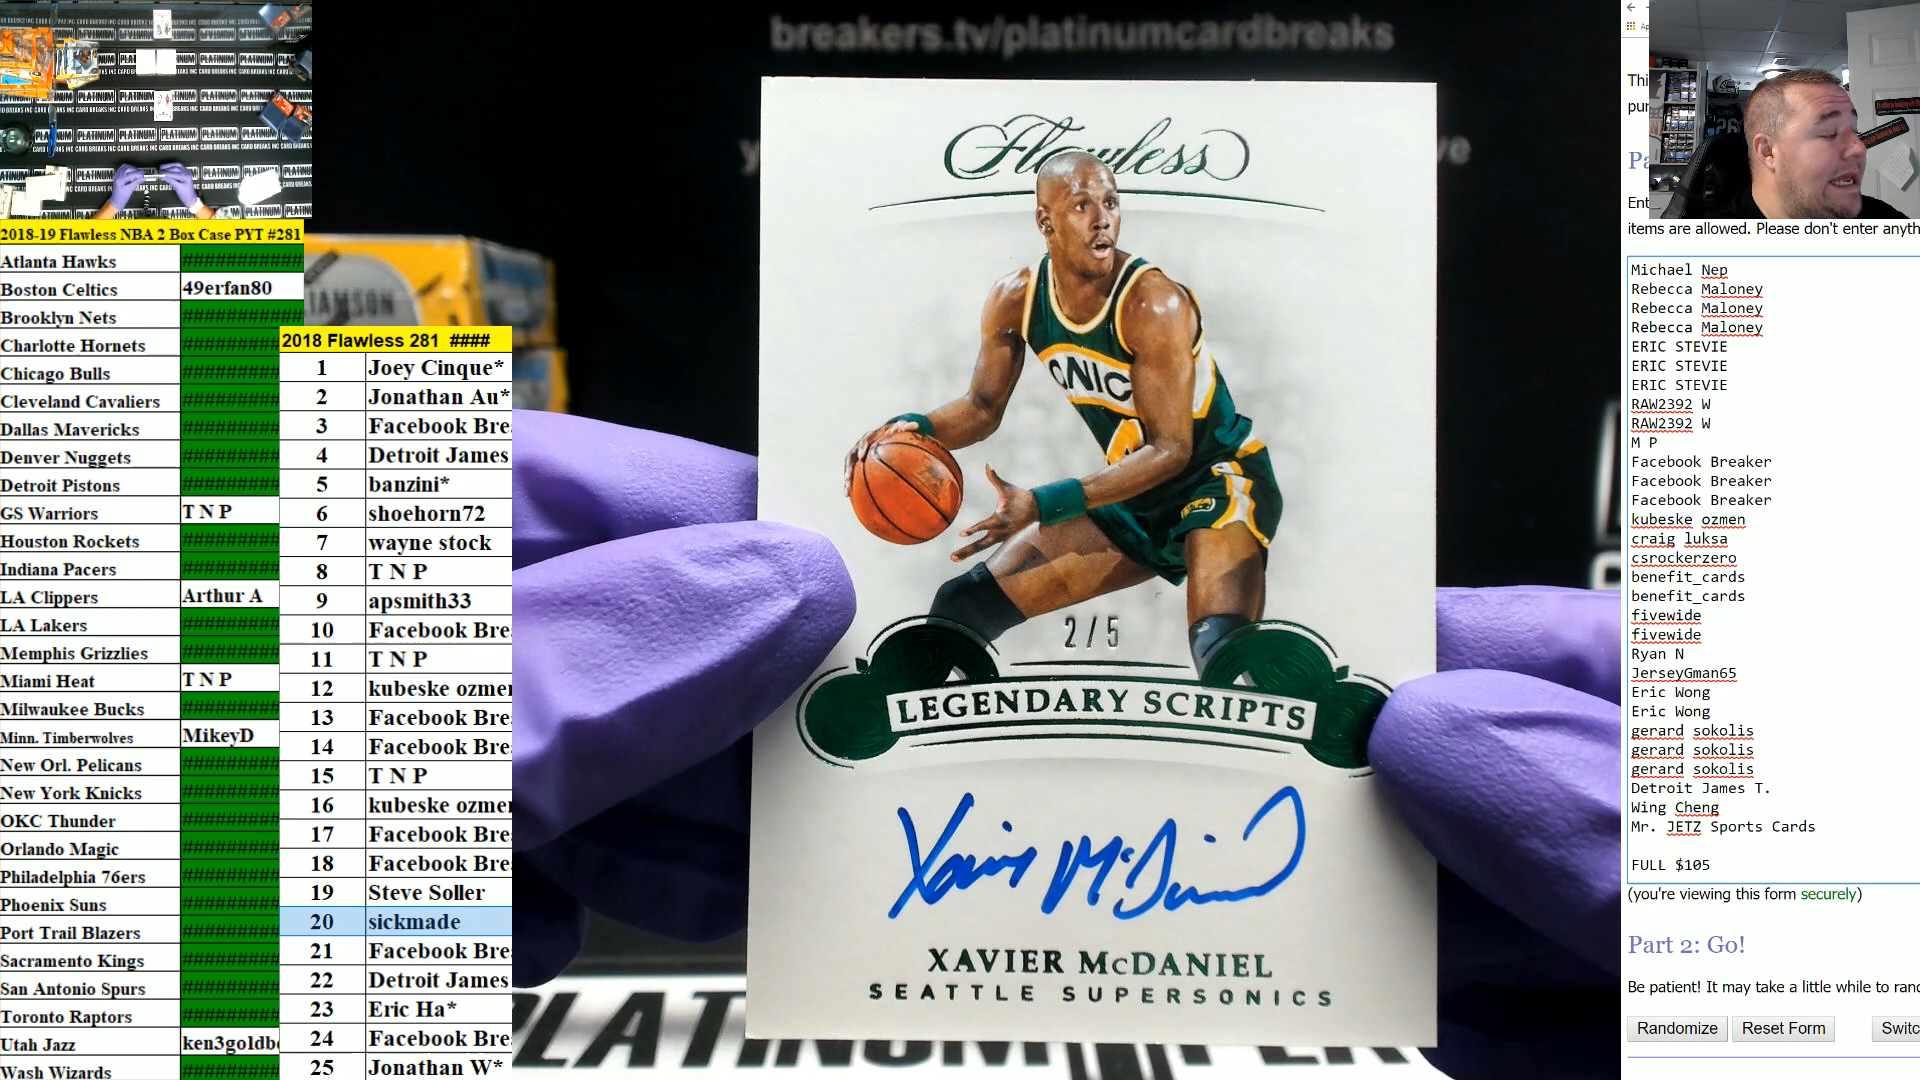 breakers.tv/platinumcardbreaks
Flawless
2/5
LEGENDARY SCRIPTS
Xavier McDaniel
XAVIER McDANIEL
SEATTLE SUPERSONICS
2018-19 Flawless NBA 2 Box Case PYT #281
Atlanta Hawks ############
Boston Celtics 49erfan80
Brooklyn Nets ############
Charlotte Hornets #########
Chicago Bulls #########
Cleveland Cavaliers #########
Dallas Mavericks #########
Denver Nuggets #########
Detroit Pistons #########
GS Warriors T N P
Houston Rockets #########
Indiana Pacers #########
LA Clippers Arthur A
LA Lakers #########
Memphis Grizzlies #########
Miami Heat T N P
Milwaukee Bucks #########
Minn. Timberwolves MikeyD
New Orl. Pelicans #########
New York Knicks #########
OKC Thunder #########
Orlando Magic #########
Philadelphia 76ers #########
Phoenix Suns #########
Port Trail Blazers #########
Sacramento Kings #########
San Antonio Spurs #########
Toronto Raptors #########
Utah Jazz ken3goldb
Wash Wizards #########
2018 Flawless 281 ####
1 Joey Cinque*
2 Jonathan Au*
3 Facebook Bre
4 Detroit James
5 banzini*
6 shoehorn72
7 wayne stock
8 T N P
9 apsmith33
10 Facebook Bre
11 T N P
12 kubeske ozmen
13 Facebook Bre
14 Facebook Bre
15 T N P
16 kubeske ozmen
17 Facebook Bre
18 Facebook Bre
19 Steve Soller
20 sickmade
21 Facebook Bre
22 Detroit James
23 Eric Ha*
24 Facebook Bre
25 Jonathan W*
items are allowed. Please don't enter anyth
Michael Nep
Rebecca Maloney
Rebecca Maloney
Rebecca Maloney
ERIC STEVIE
ERIC STEVIE
ERIC STEVIE
RAW2392 W
RAW2392 W
M P
Facebook Breaker
Facebook Breaker
Facebook Breaker
kubeske ozmen
craig luksa
csrockerzero
benefit_cards
benefit_cards
fivewide
fivewide
Ryan N
JerseyGman65
Eric Wong
Eric Wong
gerard sokolis
gerard sokolis
gerard sokolis
Detroit James T.
Wing Cheng
Mr. JETZ Sports Cards
FULL $105
(you're viewing this form securely)
Part 2: Go!
Be patient! It may take a little while to rand
Randomize Reset Form Switc